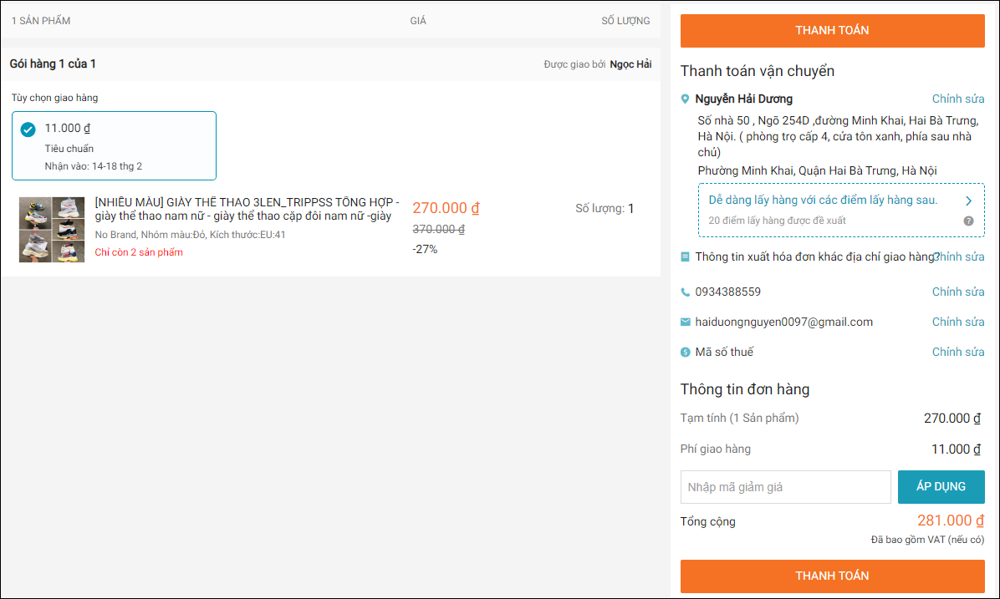 1 SẢN PHẨM GIÁ SỐ LƯỢNG
Gói hàng 1 của 1 Được giao bởi Ngọc Hải
Tùy chọn giao hàng
11.000 ₫
Tiêu chuẩn
Nhận vào: 14-18 thg 2
[NHIỀU MÀU] GIÀY THỂ THAO 3LEN_TRIPPSS TỔNG HỢP -
giày thể thao nam nữ - giày thể thao cặp đôi nam nữ -giày
No Brand, Nhóm màu:Đỏ, Kích thước:EU:41
Chỉ còn 2 sản phẩm
270.000 ₫
370.000 ₫
-27%
Số lượng: 1
THANH TOÁN
Thanh toán vận chuyển
Nguyễn Hải Dương Chỉnh sửa
Số nhà 50 , Ngõ 254D ,đường Minh Khai, Hai Bà Trưng,
Hà Nội. ( phòng trọ cấp 4, cửa tôn xanh, phía sau nhà
chú)
Phường Minh Khai, Quận Hai Bà Trưng, Hà Nội
Dễ dàng lấy hàng với các điểm lấy hàng sau.
20 điểm lấy hàng được đề xuất ?
Thông tin xuất hóa đơn khác địa chỉ giao hàng? Chỉnh sửa
0934388559 Chỉnh sửa
haiduongnguyen0097@gmail.com Chỉnh sửa
Mã số thuế Chỉnh sửa
Thông tin đơn hàng
Tạm tính (1 Sản phẩm) 270.000 ₫
Phí giao hàng 11.000 ₫
Nhập mã giảm giá ÁP DỤNG
Tổng cộng 281.000 ₫
Đã bao gồm VAT (nếu có)
THANH TOÁN